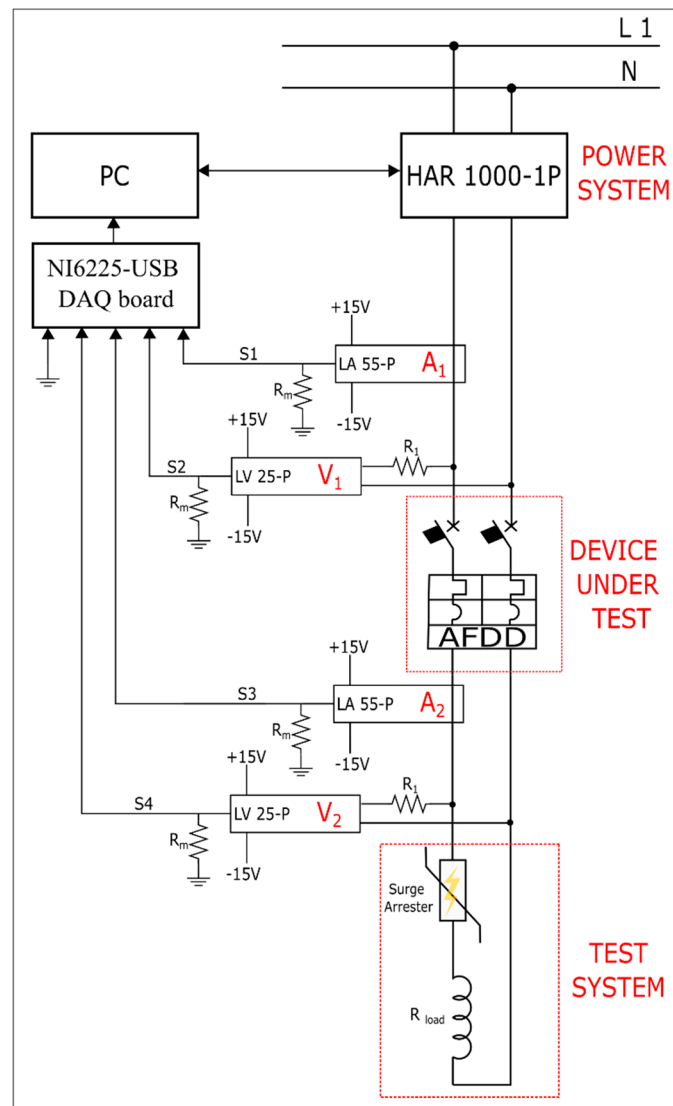 L 1
N
PC
HAR 1000-1P
POWER
SYSTEM
NI6225-USB
DAQ board
+15V
S1
LA 55-P
A1
Rm
-15V
+15V
R1
S2
LV 25-P
V1
Rm
-15V
DEVICE
UNDER
TEST
AFDD
+15V
S3
LA 55-P
A2
Rm
-15V
+15V
R1
S4
LV 25-P
V2
Rm
-15V
Surge
Arrester
TEST
SYSTEM
R load